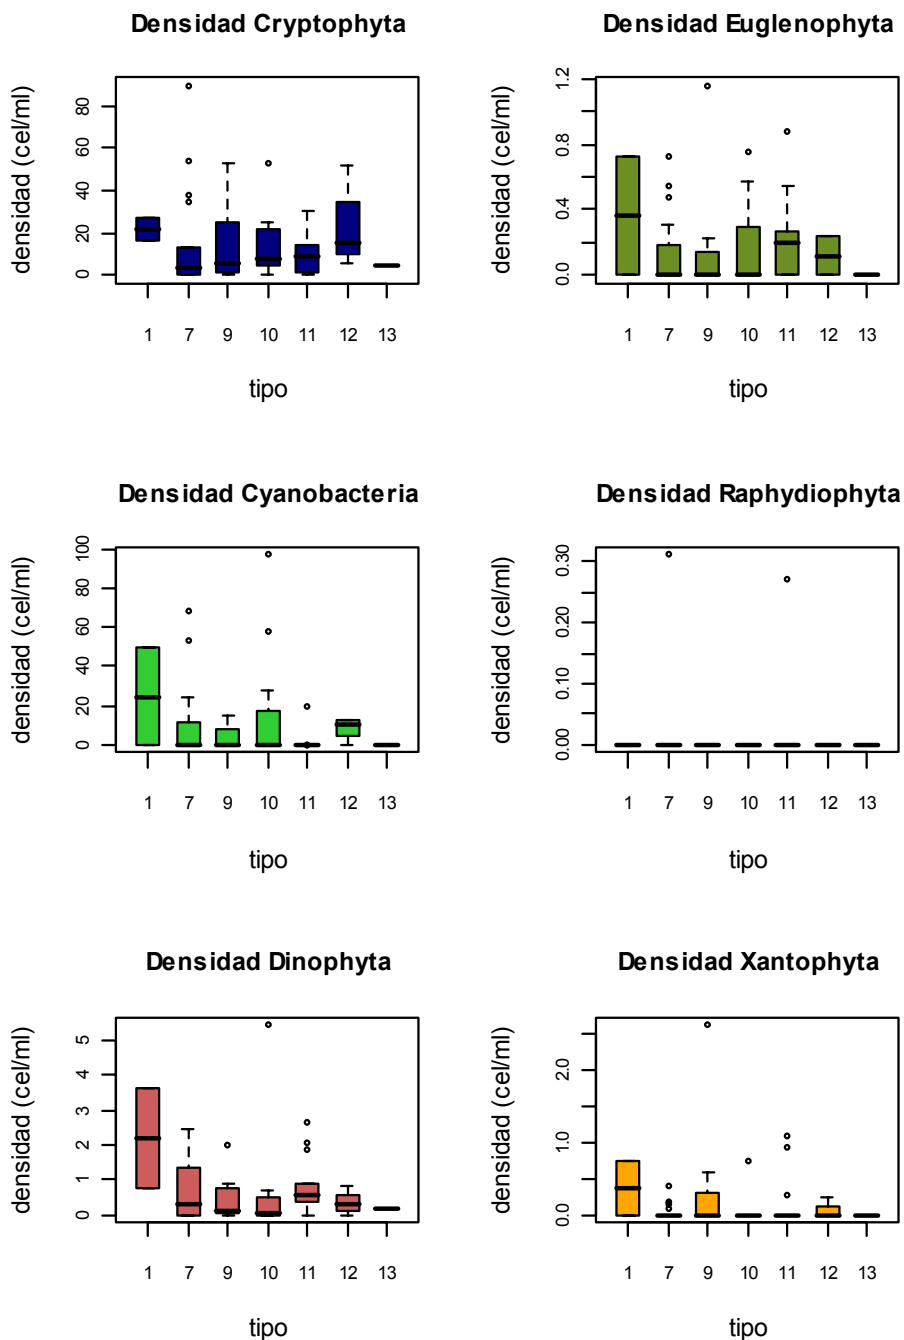 Densidad Cryptophyta
densidad (cel/ml)
80
60
40
20
0
1 7 9 10 11 12 13
tipo
Densidad Euglenophyta
densidad (cel/ml)
1.2
0.8
0.4
0.0
1 7 9 10 11 12 13
tipo
Densidad Cyanobacteria
densidad (cel/ml)
100
80
60
40
20
0
1 7 9 10 11 12 13
tipo
Densidad Raphydiophyta
densidad (cel/ml)
0.30
0.20
0.10
0.00
1 7 9 10 11 12 13
tipo
Densidad Dinophyta
densidad (cel/ml)
5
4
3
2
1
0
1 7 9 10 11 12 13
tipo
Densidad Xantophyta
densidad (cel/ml)
2.0
1.0
0.0
1 7 9 10 11 12 13
tipo